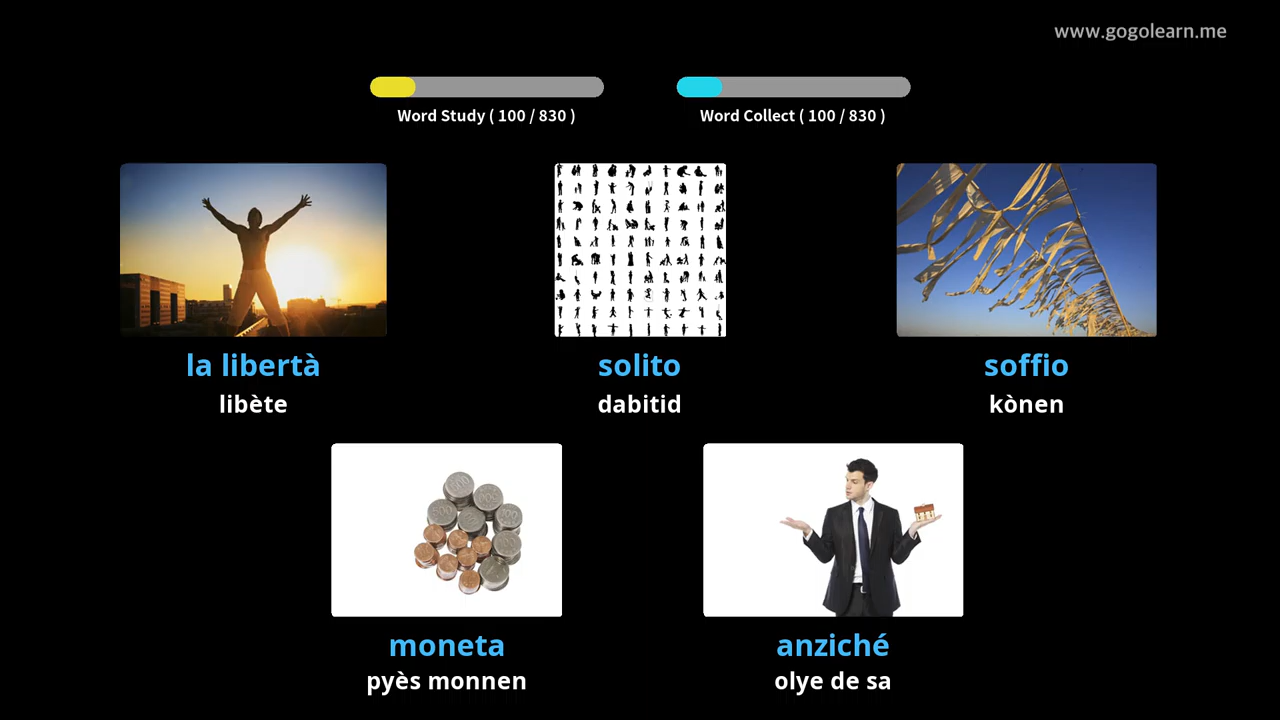 www.gogolearn.me
Word Study ( 100 / 830 )
Word Collect ( 100 / 830 )
la libertà
libète
solito
dabitid
soffio
kònen
moneta
pyès monnen
anziché
olye de sa